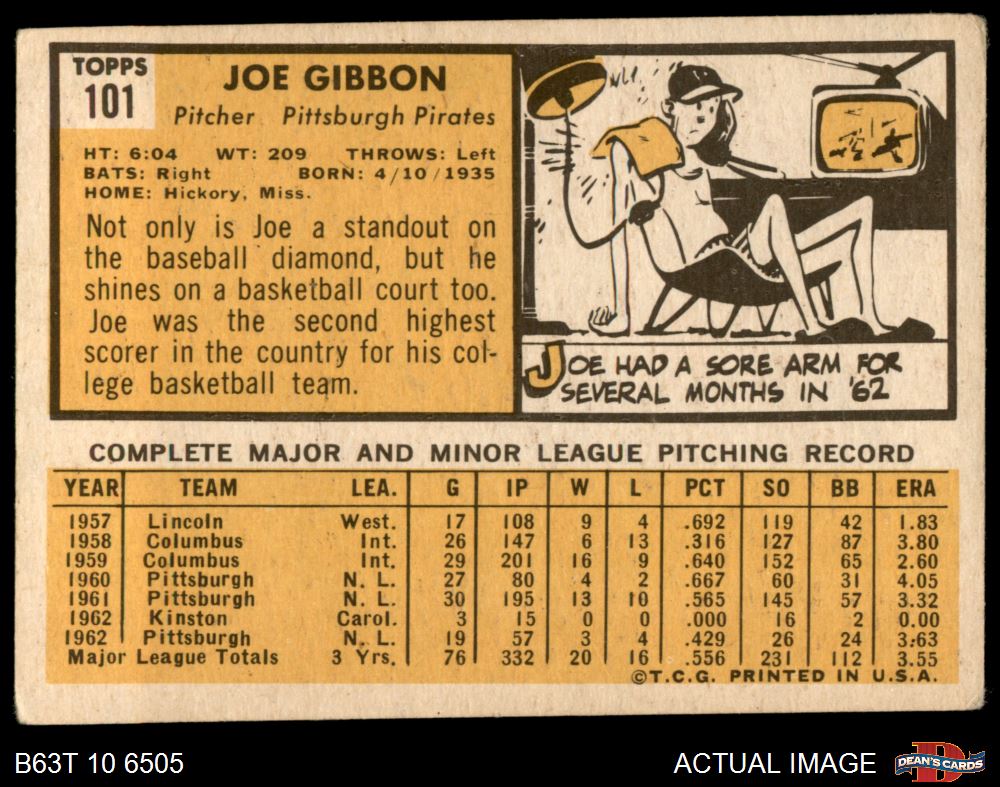 TOPPS
101
JOE GIBBON
Pitcher Pittsburgh Pirates
HT: 6:04 WT: 209 THROWS: Left
BATS: Right BORN: 4/10/1935
HOME: Hickory, Miss.
Not only is Joe a standout on
the baseball diamond, but he
shines on a basketball court too.
Joe was the second highest
scorer in the country for his col-
lege basketball team.
JOE HAD A SORE ARM FOR
SEVERAL MONTHS IN '62
COMPLETE MAJOR AND MINOR LEAGUE PITCHING RECORD
YEAR TEAM LEA. G IP W L PCT SO BB ERA
1957 Lincoln West. 17 108 9 4 .692 119 42 1.83
1958 Columbus Int. 26 147 6 13 .316 127 87 3.80
1959 Columbus Int. 29 201 16 9 .640 152 65 2.60
1960 Pittsburgh N. L. 27 80 4 2 .667 60 31 4.05
1961 Pittsburgh N. L. 30 195 13 10 .565 145 57 3.32
1962 Kinston Carol. 3 15 0 0 .000 16 2 0.00
1962 Pittsburgh N. L. 19 57 3 4 .429 26 24 3.63
Major League Totals 3 Yrs. 76 332 20 16 .556 231 112 3.55
©T.C.G. PRINTED IN U.S.A.
B63T 10 6505
ACTUAL IMAGE
DEAN'S CARDS